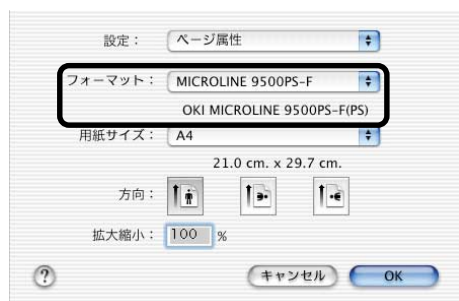 設定： ページ属性
フォーマット： MICROLINE 9500PS-F
OKI MICROLINE 9500PS-F(PS)
用紙サイズ： A4
21.0 cm. x 29.7 cm.
方向：
拡大縮小： 100 %
? キャンセル OK